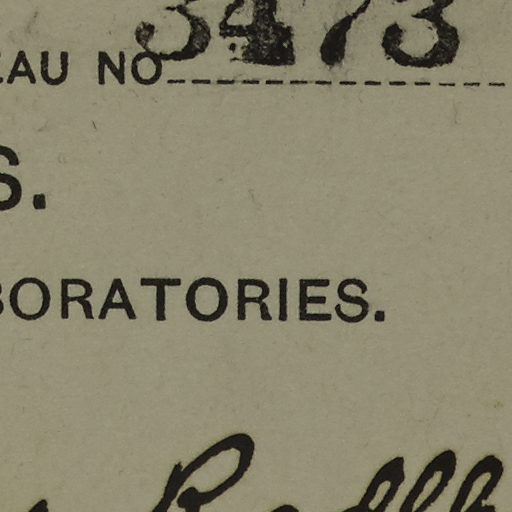 EAU NO 3473
S.
BORATORIES.